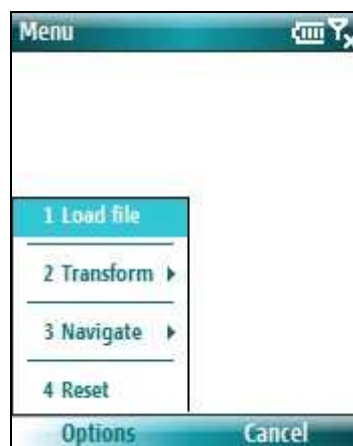 Menu
1 Load file
2 Transform
3 Navigate
4 Reset
Options Cancel